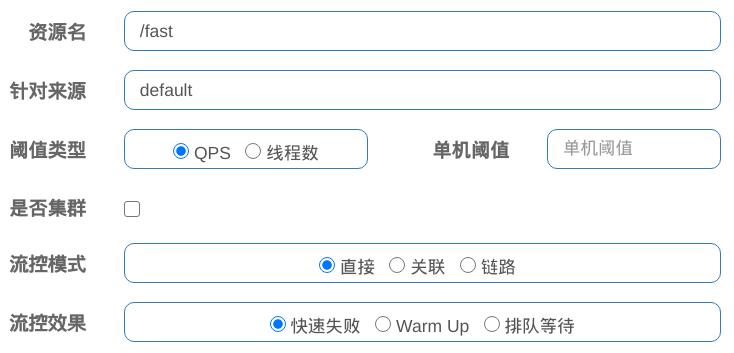 资源名 /fast
针对来源 default
阈值类型 QPS 线程数 单机阈值 单机阈值
是否集群
流控模式 直接 关联 链路
流控效果 快速失败 Warm Up 排队等待